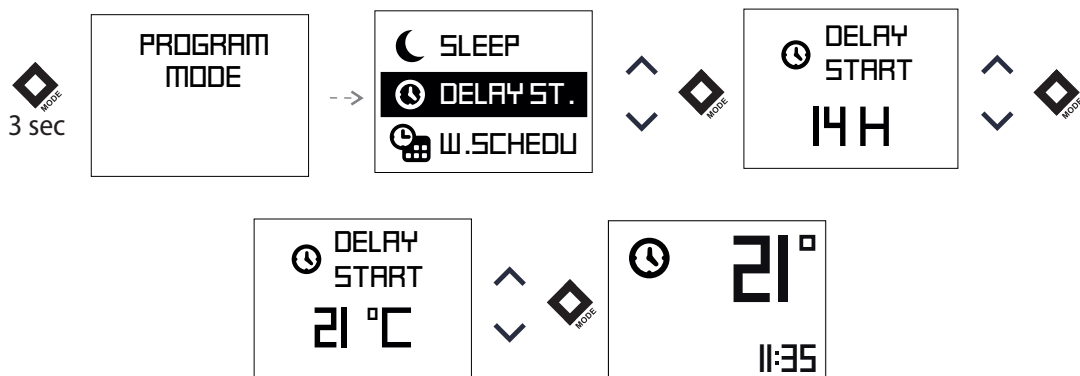 PROGRAM
MODE
MODE
3 sec
SLEEP
DELAY ST.
W.SCHEDU
MODE
DELAY
START
14 H
MODE
DELAY
START
21 °C
MODE
21°
11:35